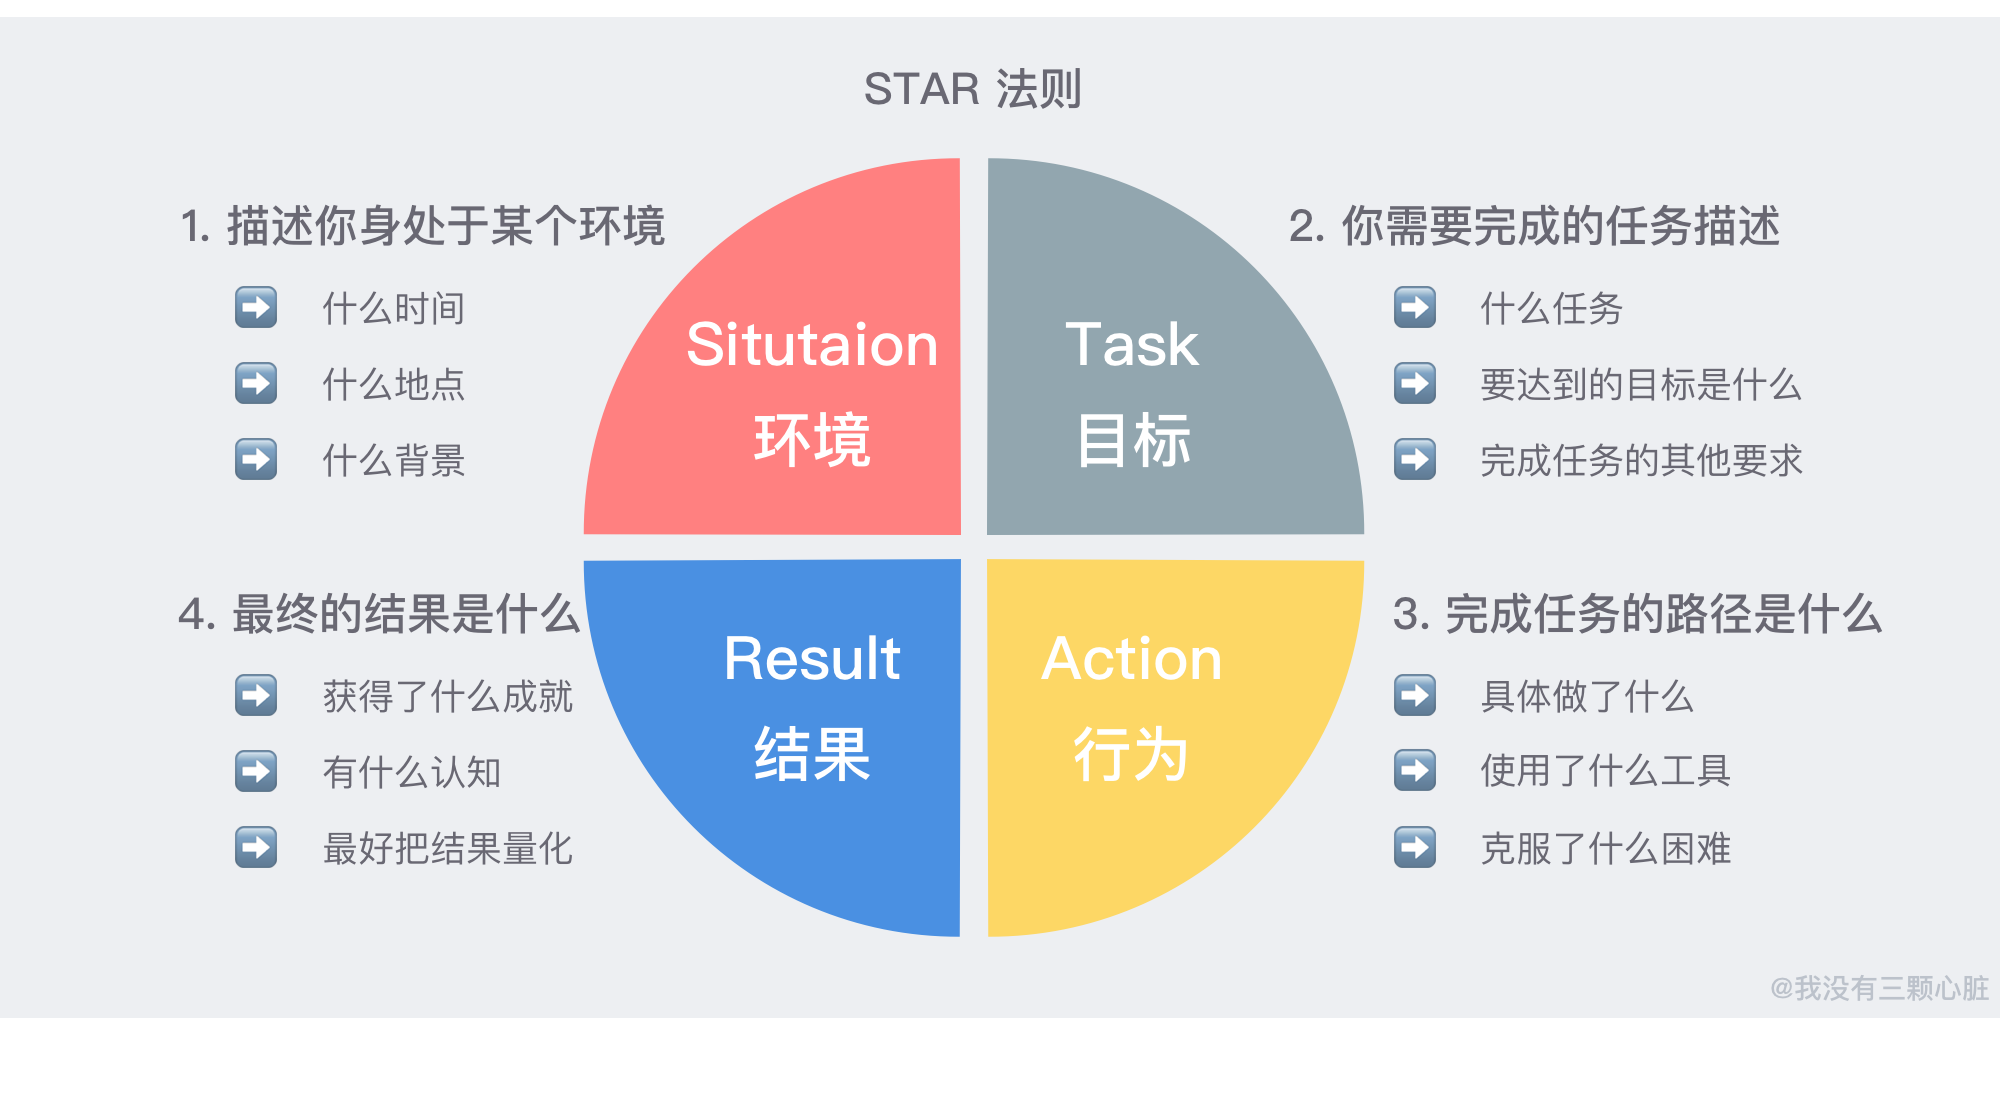 STAR 法则
1. 描述你身处于某个环境
什么时间
什么地点
什么背景
Situtaion
环境
Task
目标
2. 你需要完成的任务描述
什么任务
要达到的目标是什么
完成任务的其他要求
4. 最终的结果是什么
获得了什么成就
有什么认知
最好把结果量化
Result
结果
Action
行为
3. 完成任务的路径是什么
具体做了什么
使用了什么工具
克服了什么困难
@我没有三颗心脏